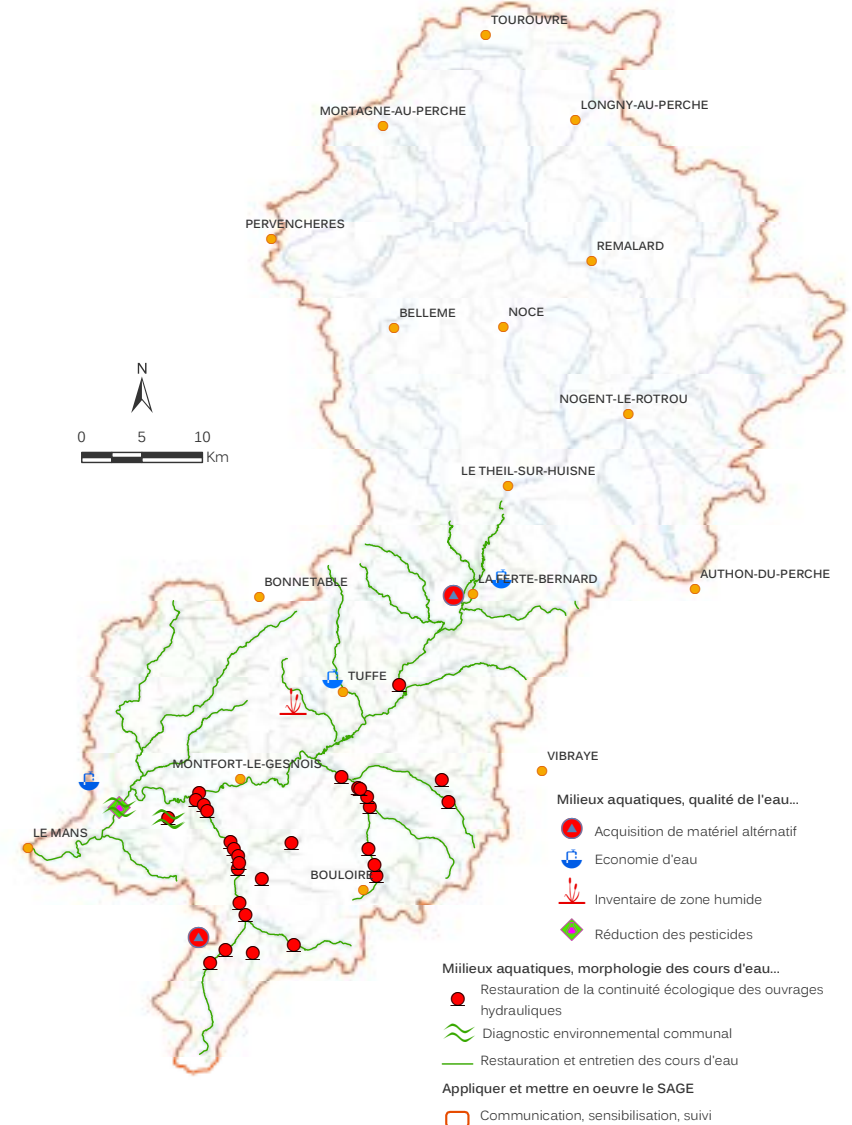 TOUROUVRE
MORTAGNE-AU-PERCHE
LONGNY-AU-PERCHE
PERVENCHERES
REMALARD
BELLEME
NOCE
N
0 5 10
Km
NOGENT-LE-ROTROU
LE THEIL-SUR-HUISNE
BONNETABLE
LA FERTE-BERNARD
AUTHON-DU-PERCHE
TUFFE
MONTFORT-LE-GESNOIS
VIBRAYE
LE MANS
BOULOIRE
Milieux aquatiques, qualité de l'eau...
Acquisition de matériel altérnatif
Economie d'eau
Inventaire de zone humide
Réduction des pesticides
Miilieux aquatiques, morphologie des cours d'eau...
Restauration de la continuité écologique des ouvrages
hydrauliques
Diagnostic environnemental communal
Restauration et entretien des cours d'eau
Appliquer et mettre en oeuvre le SAGE
Communication, sensibilisation, suivi